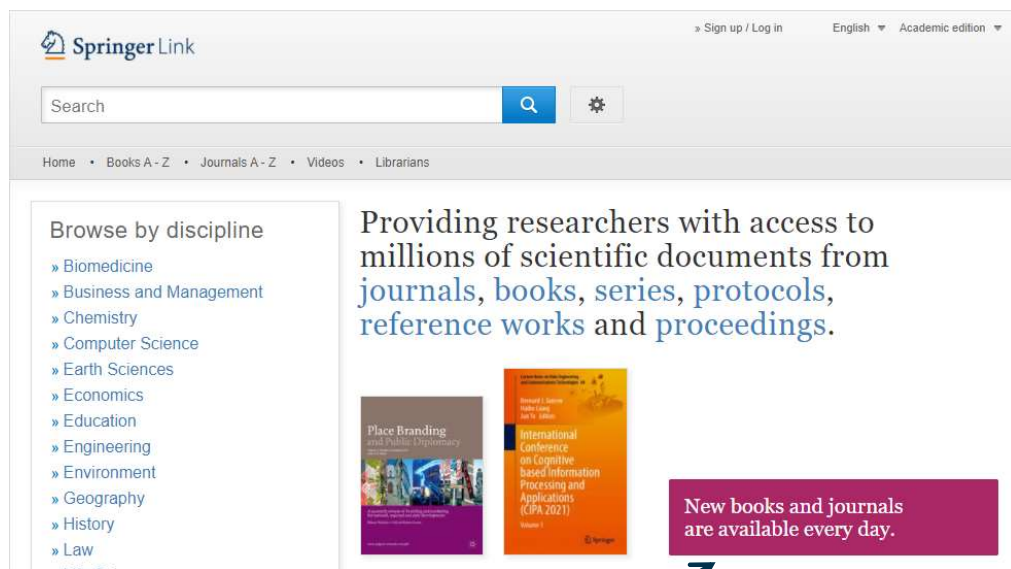 » Sign up / Log in English Academic edition
Springer Link
Search
Home • Books A - Z • Journals A - Z • Videos • Librarians
Browse by discipline
» Biomedicine
» Business and Management
» Chemistry
» Computer Science
» Earth Sciences
» Economics
» Education
» Engineering
» Environment
» Geography
» History
» Law
Providing researchers with access to
millions of scientific documents from
journals, books, series, protocols,
reference works and proceedings.
Place Branding
and Public Diplomacy
International
Conference
on Cognitive
based Information
Processing and
Applications
(CIPA 2021)
Volume 1
Springer
New books and journals
are available every day.